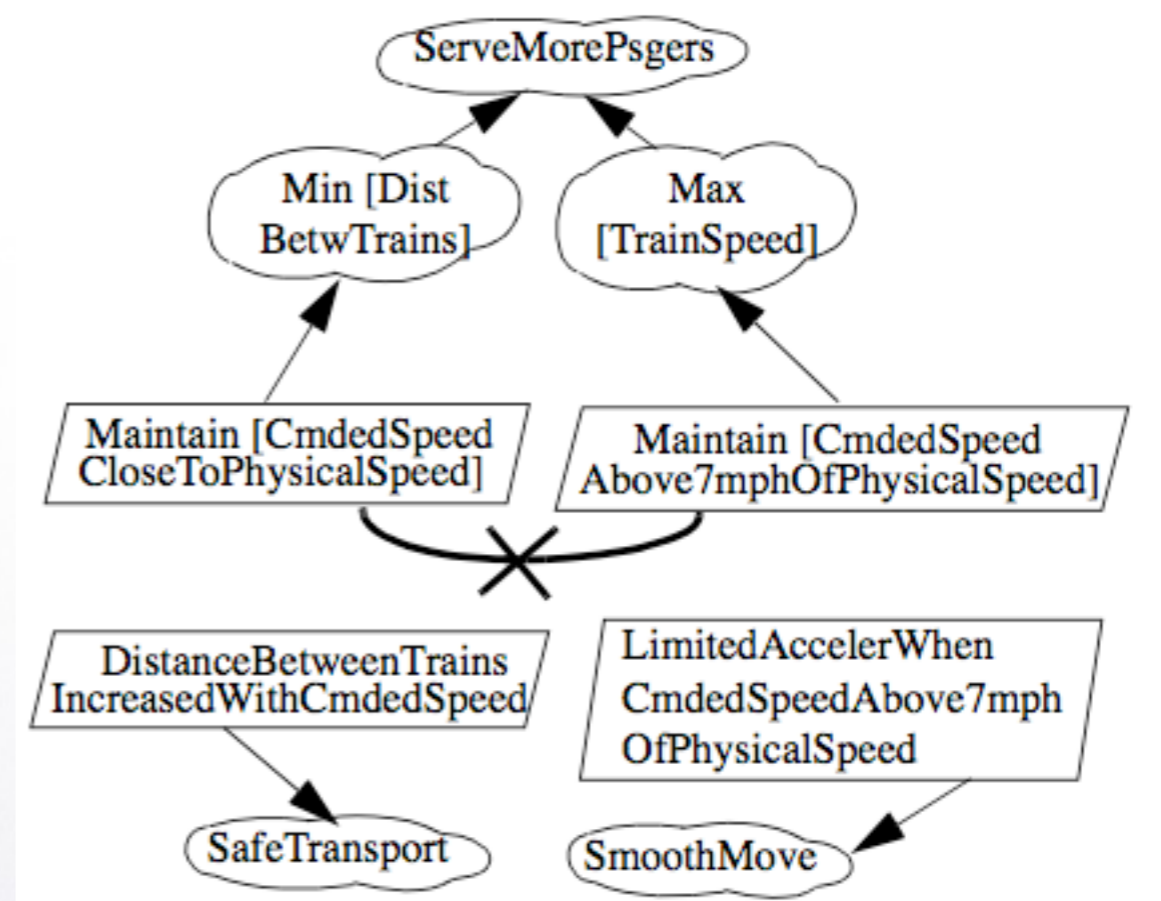 ServeMorePsgers
Min [Dist
BetwTrains]
Max
[TrainSpeed]
Maintain [CmdedSpeed
CloseToPhysicalSpeed]
Maintain [CmdedSpeed
Above7mphOfPhysicalSpeed]
DistanceBetweenTrains
IncreasedWithCmdedSpeed
LimitedAccelerWhen
CmdedSpeedAbove7mph
OfPhysicalSpeed
SafeTransport
SmoothMove